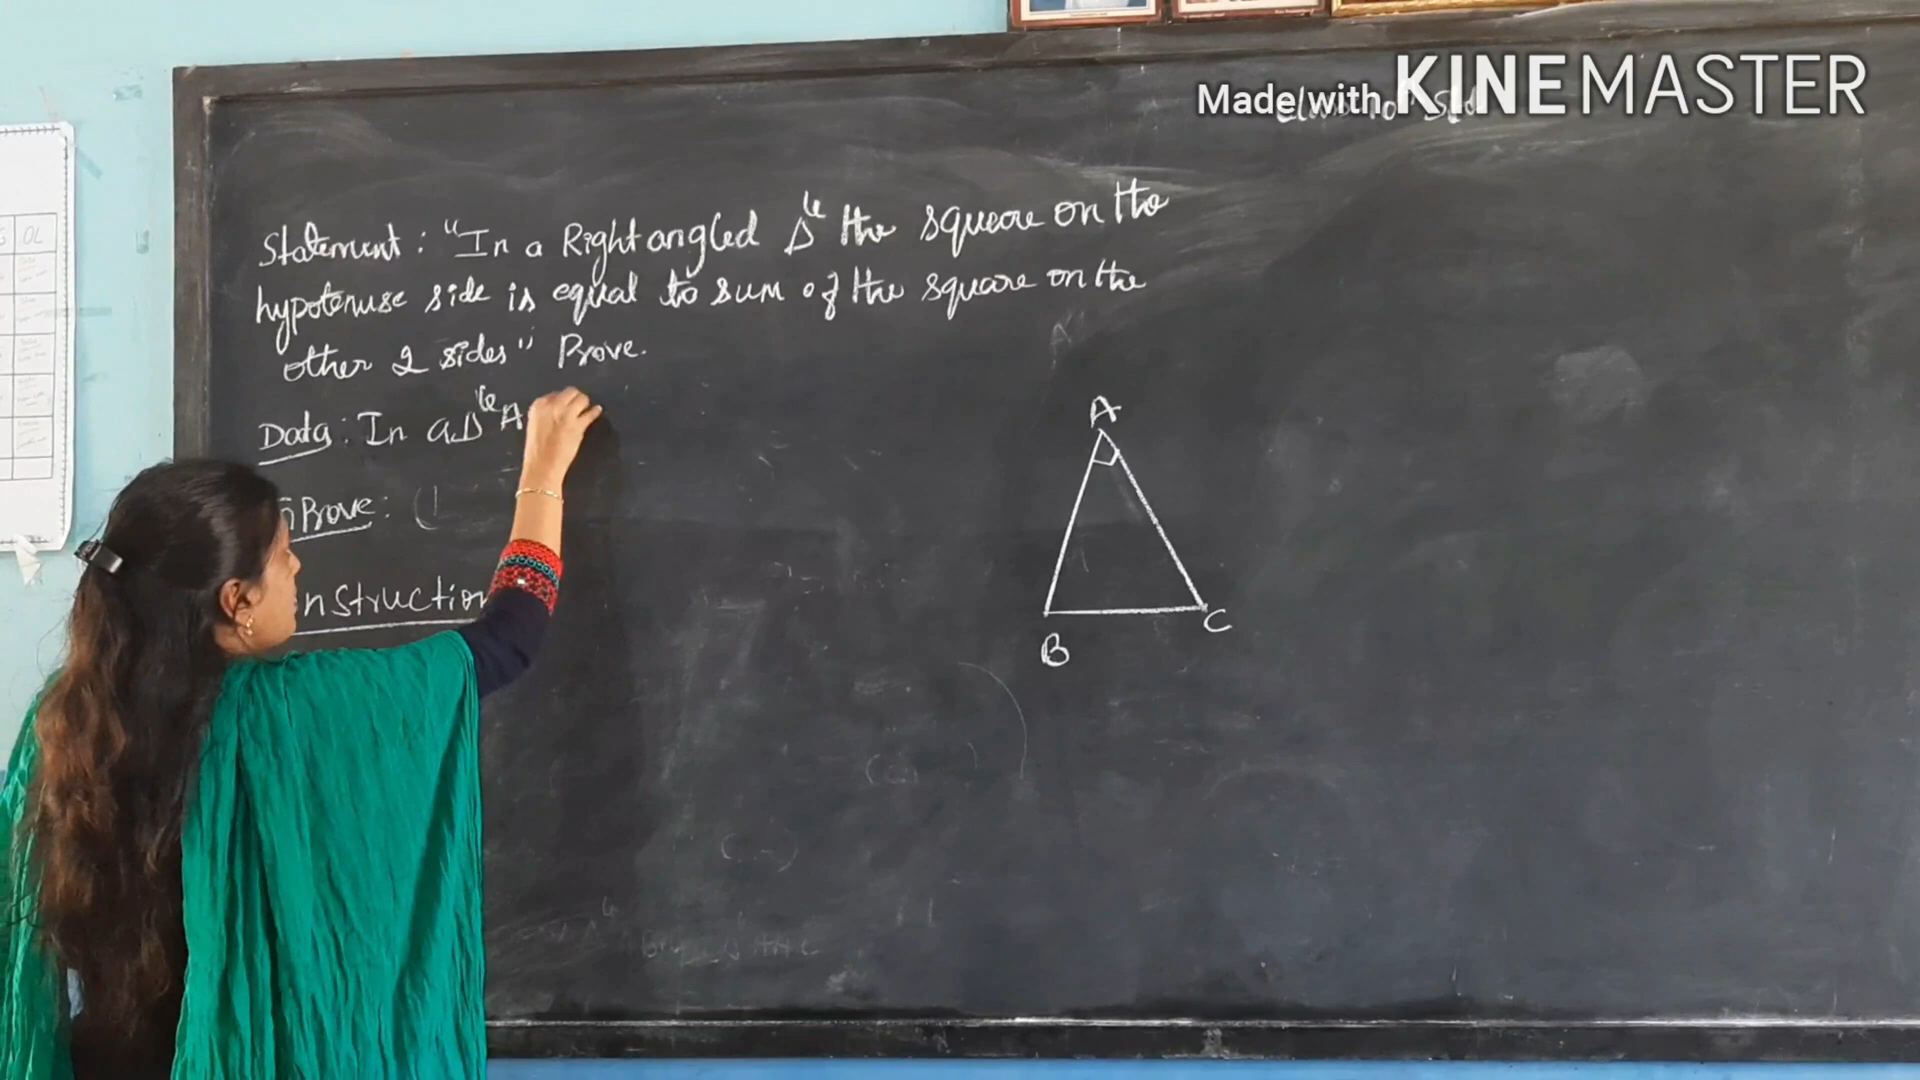 Made with KINEMASTER
Statement : "In a Right angled Δle the square on the
hypotenuse side is equal to sum of the square on the
other 2 sides" Prove.
Data : In a Δle A
Prove : (
nstruction
A
B
C
OL